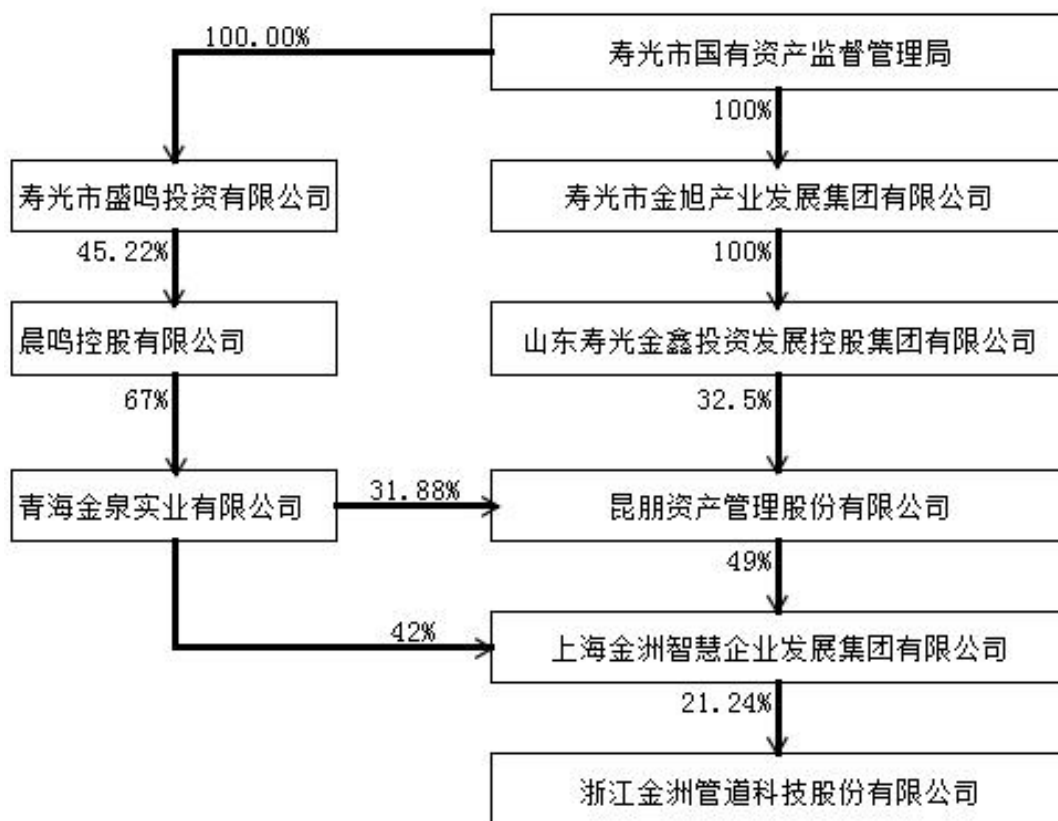 100.00%
寿光市国有资产监督管理局
100%
寿光市盛鸣投资有限公司
寿光市金旭产业发展集团有限公司
45.22%
100%
晨鸣控股有限公司
山东寿光金鑫投资发展控股集团有限公司
67%
32.5%
青海金泉实业有限公司
31.88%
昆朋资产管理股份有限公司
49%
42%
上海金洲智慧企业发展集团有限公司
21.24%
浙江金洲管道科技股份有限公司